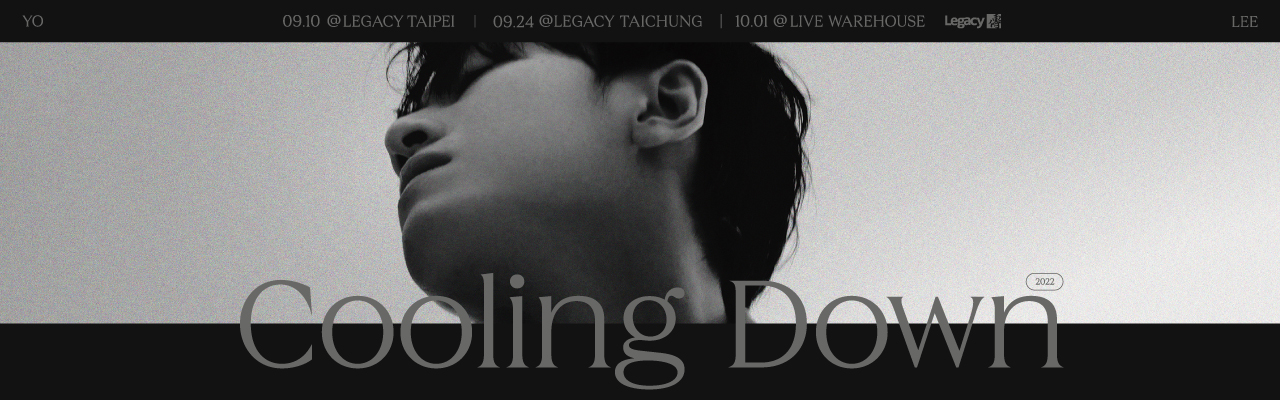 YO
09.10 @LEGACY TAIPEI | 09.24 @LEGACY TAICHUNG | 10.01 @LIVE WAREHOUSE
Legacy
LEE
2022
Cooling Down